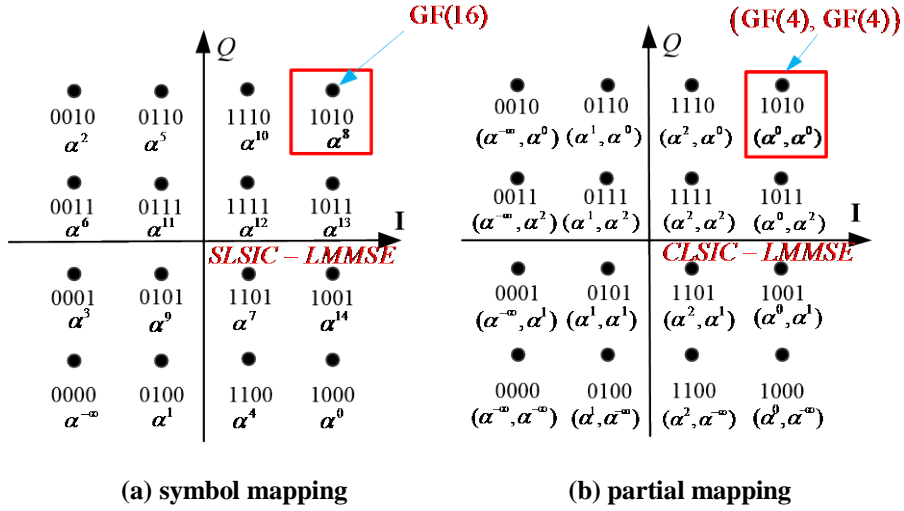 GF(16)
Q
0010 0110 1110 1010
α² α⁵ α¹⁰ α⁸
0011 0111 1111 1011
α⁶ α¹¹ α¹² α¹³
I
SLSIC – LMMSE
0001 0101 1101 1001
α³ α⁹ α⁷ α¹⁴
0000 0100 1100 1000
α⁻∞ α¹ α⁴ α⁰
(a) symbol mapping
(GF(4), GF(4))
Q
0010 0110 1110 1010
(α⁻∞, α⁰) (α¹, α⁰) (α², α⁰) (α⁰, α⁰)
0011 0111 1111 1011
(α⁻∞, α²) (α¹, α²) (α², α²) (α⁰, α²)
I
CLSIC – LMMSE
0001 0101 1101 1001
(α⁻∞, α¹) (α¹, α¹) (α², α¹) (α⁰, α¹)
0000 0100 1100 1000
(α⁻∞, α⁻∞) (α¹, α⁻∞) (α², α⁻∞) (α⁰, α⁻∞)
(b) partial mapping